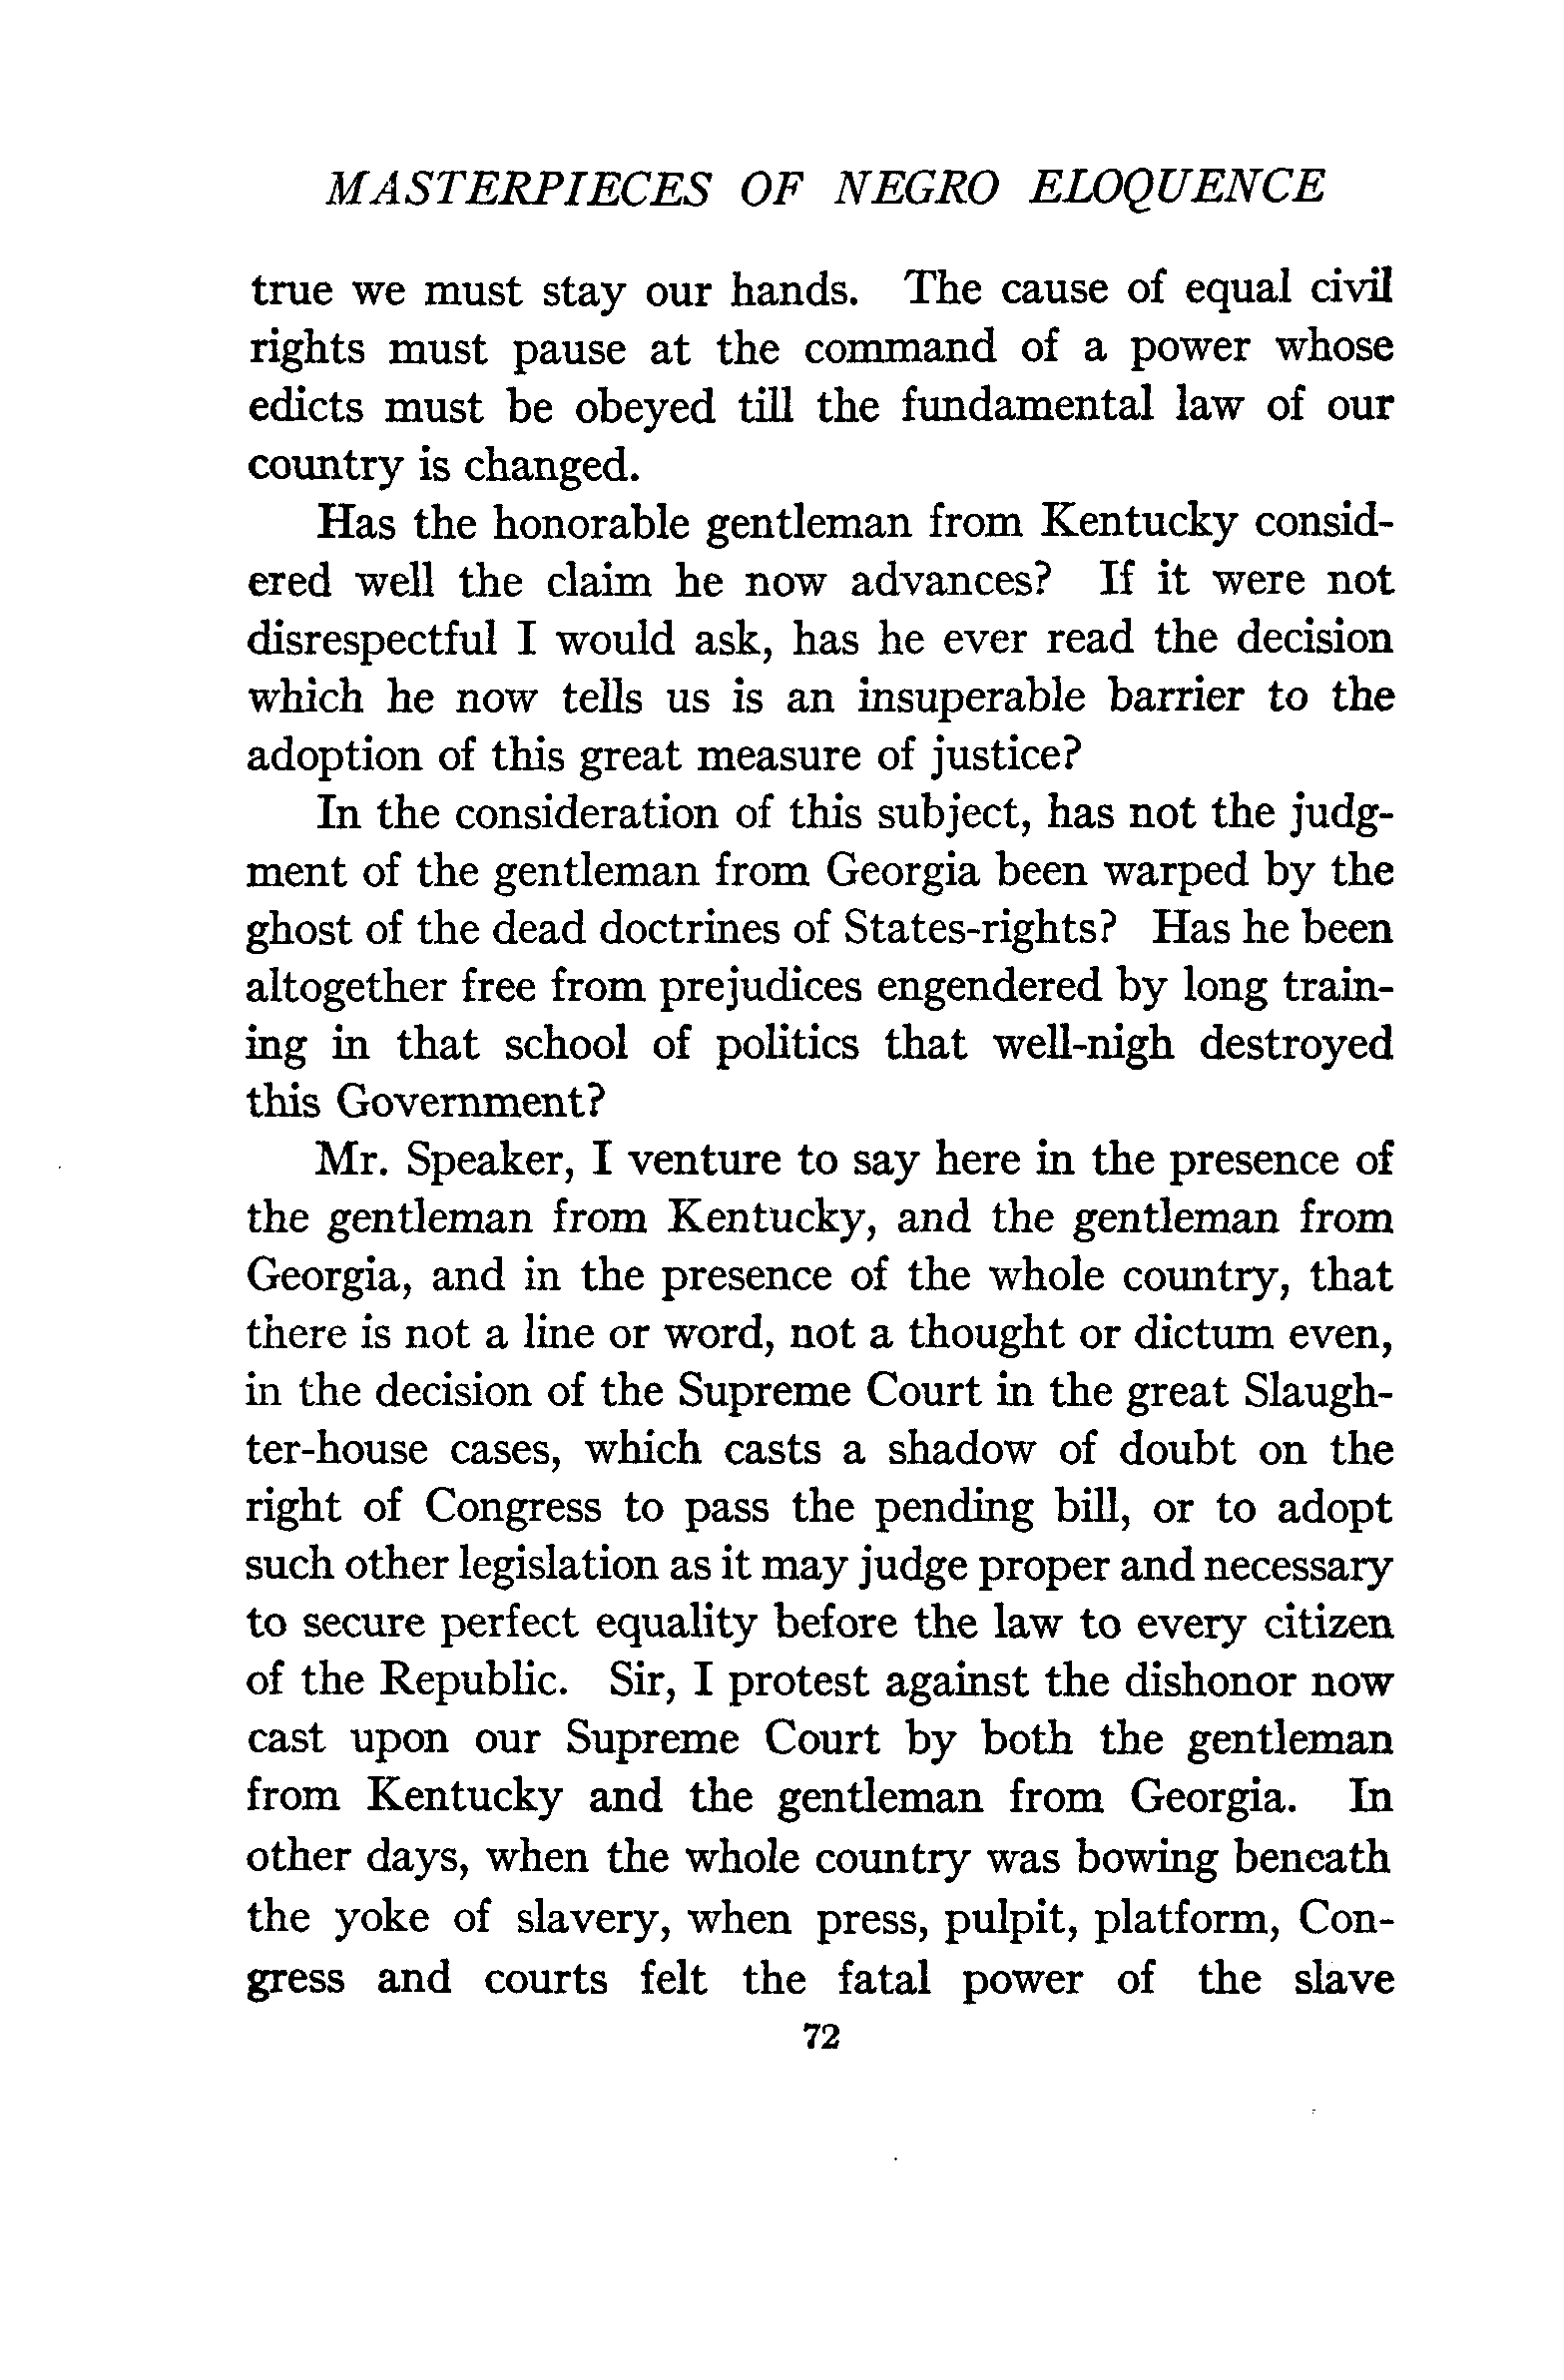 MASTERPIECES OF NEGRO ELOQUENCE
true we must stay our hands. The cause of equal civil
rights must pause at the command of a power whose
edicts must be obeyed till the fundamental law of our
country is changed.
Has the honorable gentleman from Kentucky consid-
ered well the claim he now advances? If it were not
disrespectful I would ask, has he ever read the decision
which he now tells us is an insuperable barrier to the
adoption of this great measure of justice?
In the consideration of this subject, has not the judg-
ment of the gentleman from Georgia been warped by the
ghost of the dead doctrines of States-rights? Has he been
altogether free from prejudices engendered by long train-
ing in that school of politics that well-nigh destroyed
this Government?
Mr. Speaker, I venture to say here in the presence of
the gentleman from Kentucky, and the gentleman from
Georgia, and in the presence of the whole country, that
there is not a line or word, not a thought or dictum even,
in the decision of the Supreme Court in the great Slaugh-
ter-house cases, which casts a shadow of doubt on the
right of Congress to pass the pending bill, or to adopt
such other legislation as it may judge proper and necessary
to secure perfect equality before the law to every citizen
of the Republic. Sir, I protest against the dishonor now
cast upon our Supreme Court by both the gentleman
from Kentucky and the gentleman from Georgia. In
other days, when the whole country was bowing beneath
the yoke of slavery, when press, pulpit, platform, Con-
gress and courts felt the fatal power of the slave
72